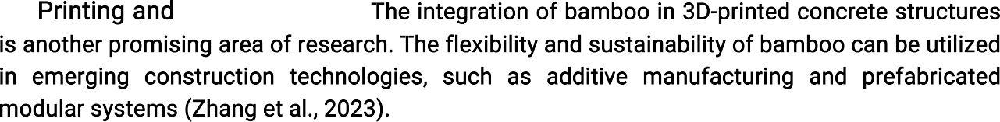 Printing and The integration of bamboo in 3D-printed concrete structures
is another promising area of research. The flexibility and sustainability of bamboo can be utilized
in emerging construction technologies, such as additive manufacturing and prefabricated
modular systems (Zhang et al., 2023).